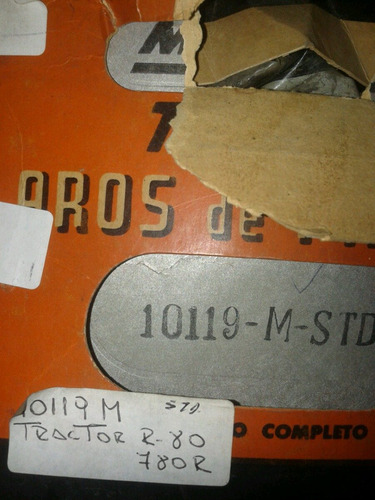 M
T
AROS de
10119-M-STD
10119 M STD.
TRACTOR R-80
780R
O COMPLETO